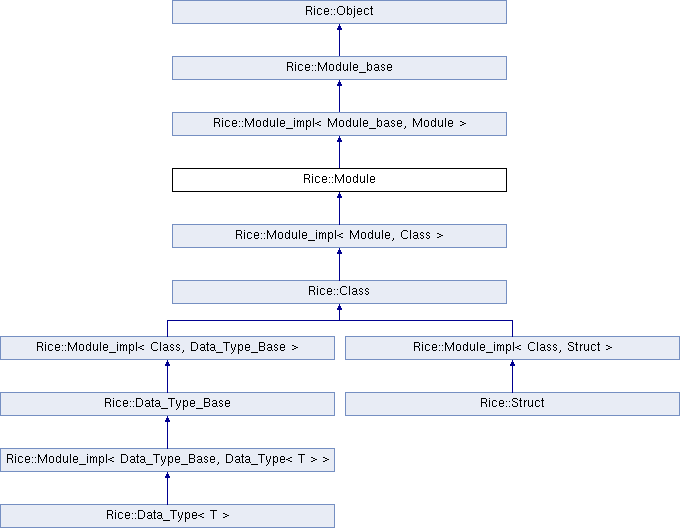 Rice::Object
Rice::Module_base
Rice::Module_impl< Module_base, Module >
Rice::Module
Rice::Module_impl< Module, Class >
Rice::Class
Rice::Module_impl< Class, Data_Type_Base >
Rice::Module_impl< Class, Struct >
Rice::Data_Type_Base
Rice::Struct
Rice::Module_impl< Data_Type_Base, Data_Type< T > >
Rice::Data_Type< T >